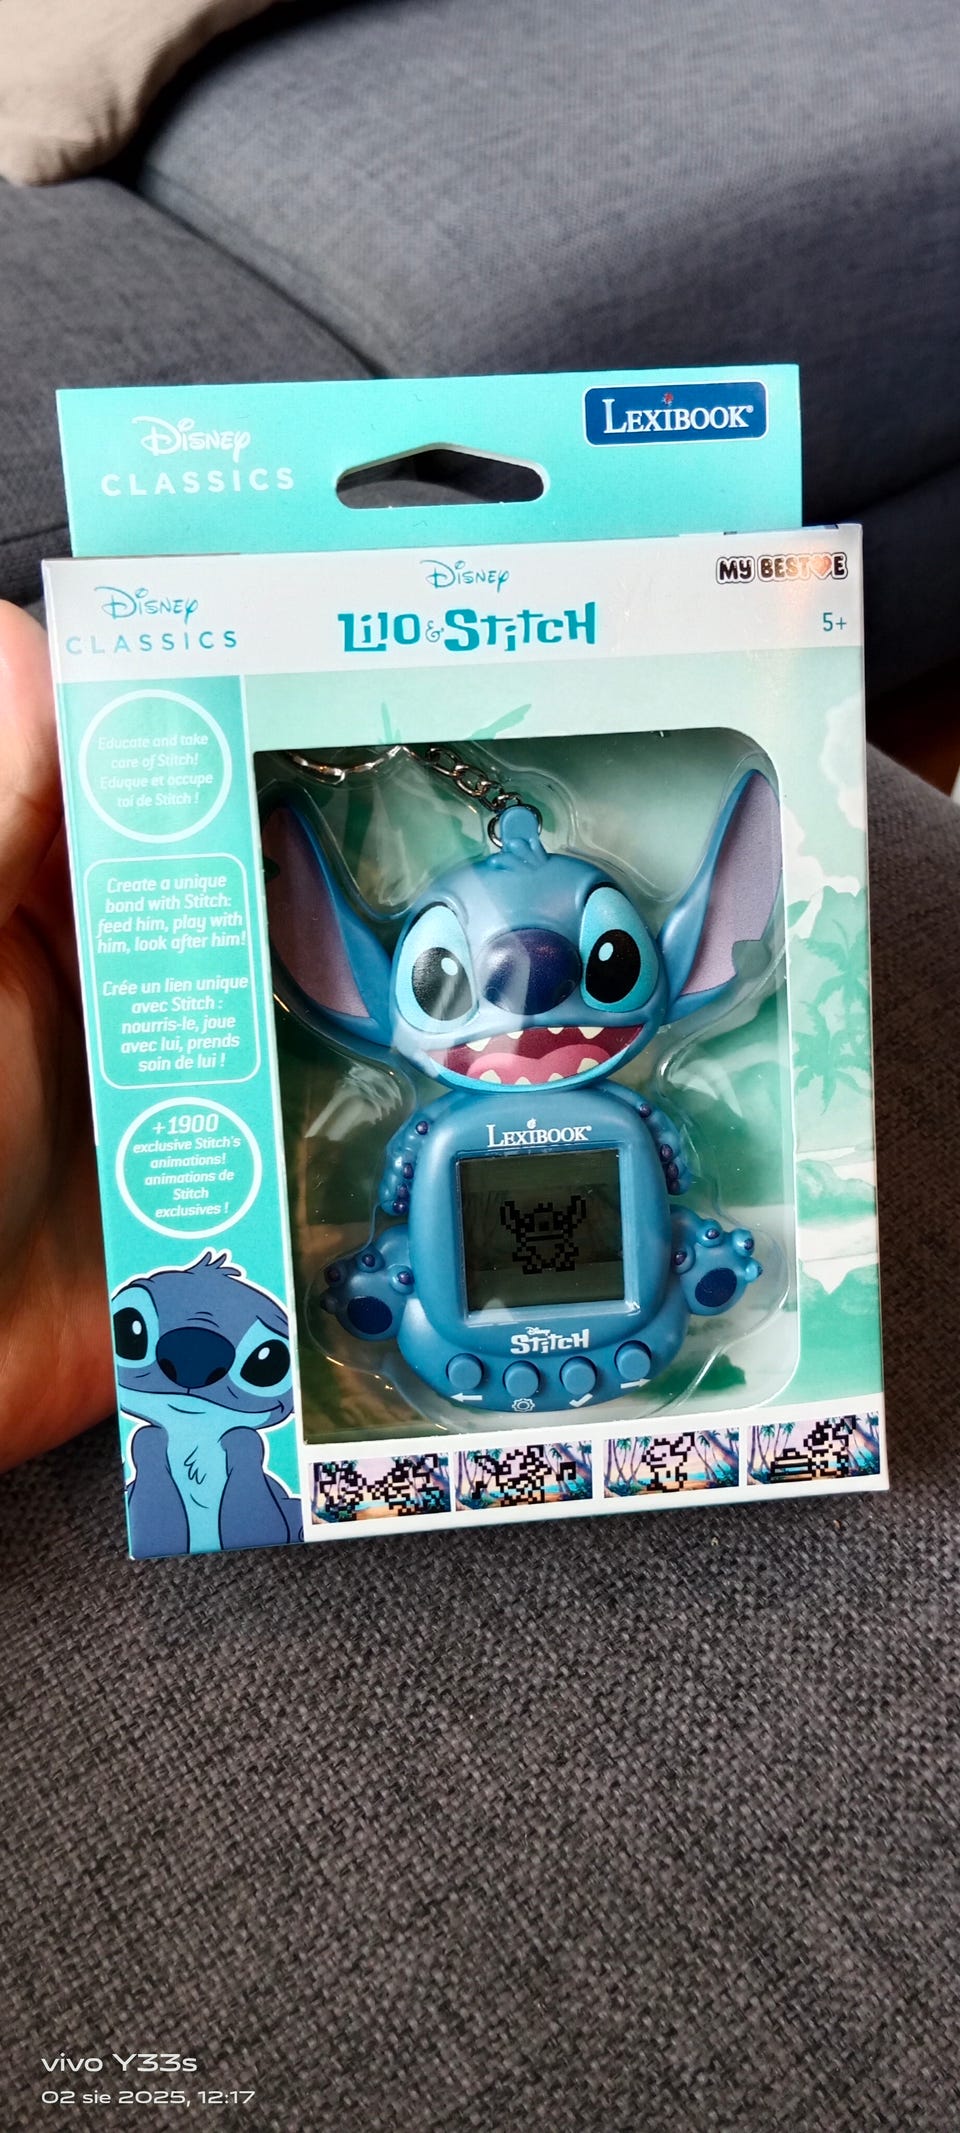 Disney
CLASSICS
LEXIBOOK®
Disney
CLASSICS
Disney
Lilo & Stitch
MY BEST
5+
Educate and take
care of Stitch!
Eduque et occupe
toi de Stitch !
Create a unique
bond with Stitch:
feed him, play with
him, look after him!
Crée un lien unique
avec Stitch :
nourris-le, joue
avec lui, prends
soin de lui !
+1900
exclusive Stitch's
animations!
animations de
Stitch
exclusives !
LEXIBOOK®
Disney
Stitch
vivo Y33s
02 sie 2025, 12:17